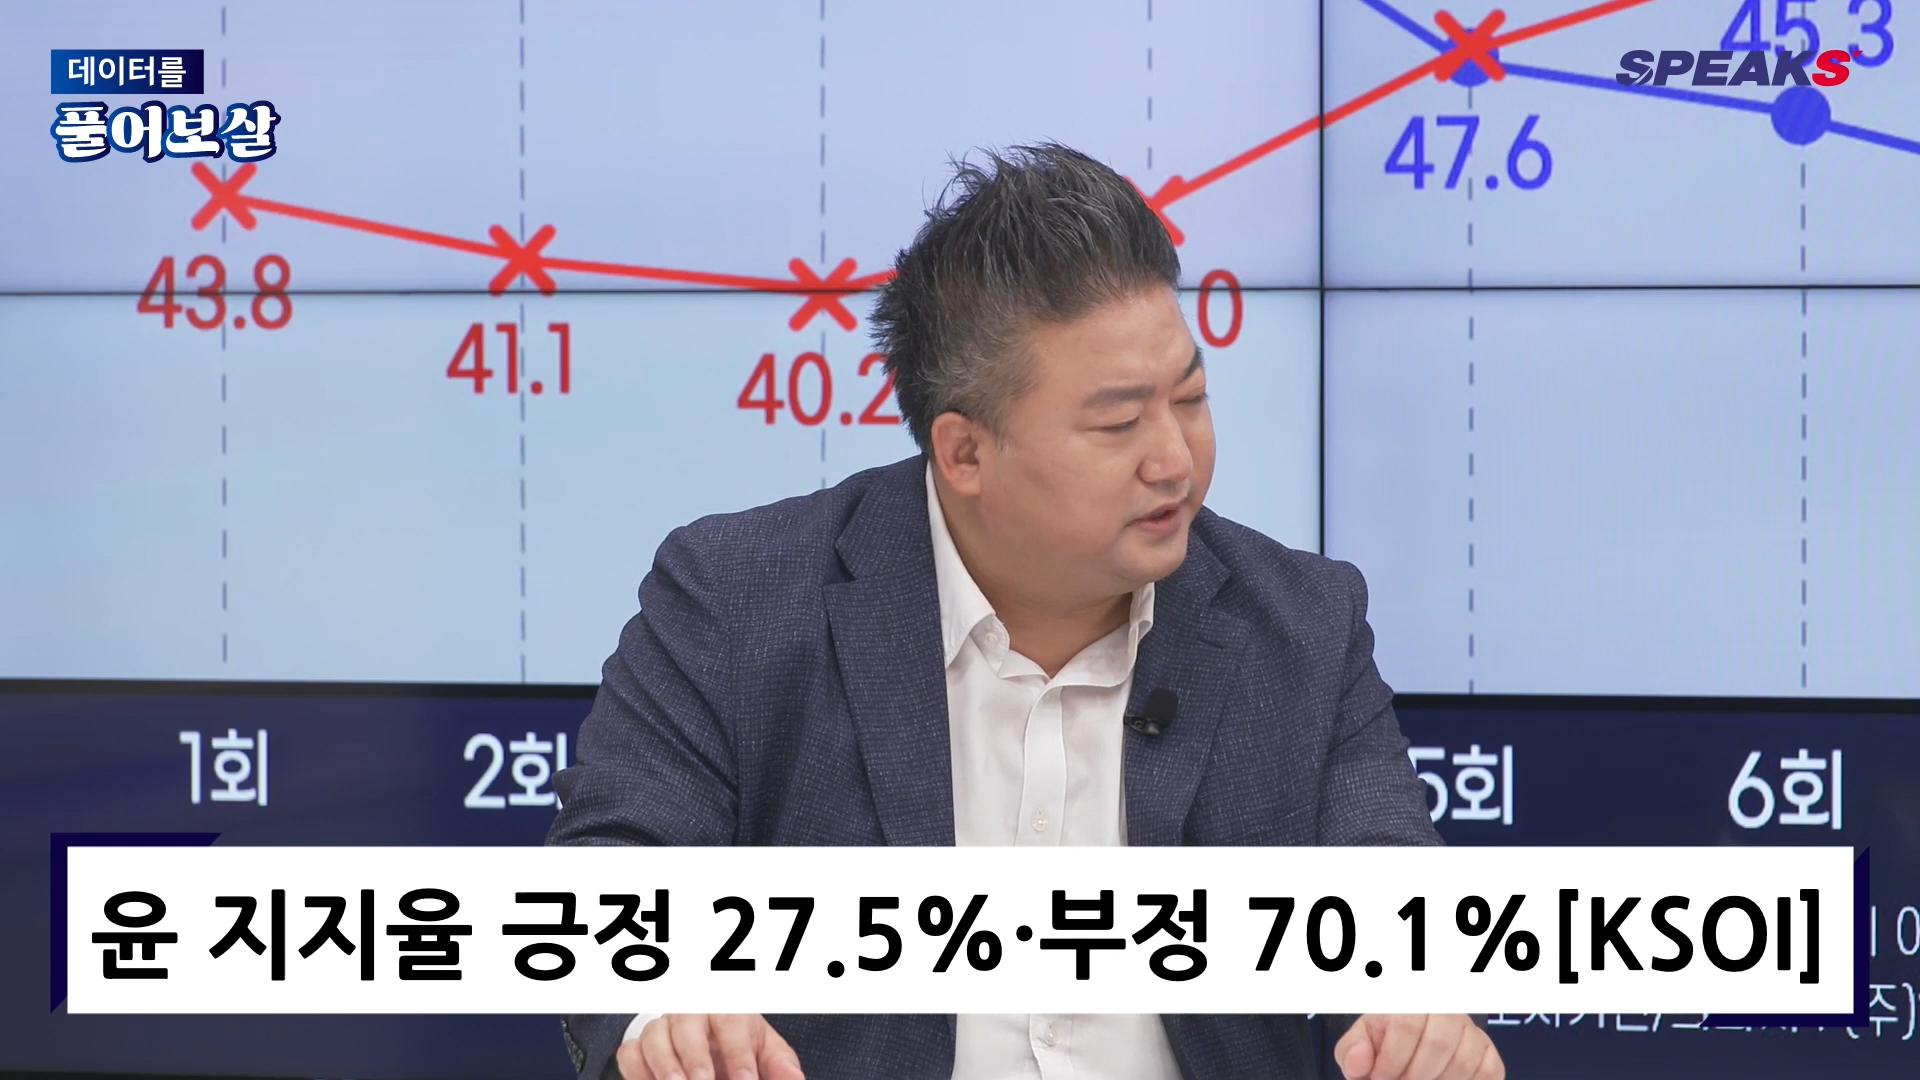 데이터를
풀어보살
SPEAKS
45.3
47.6
43.8
41.1
40.2
0
1회
2회
5회
6회
윤 지지율 긍정 27.5%·부정 70.1%[KSOI]